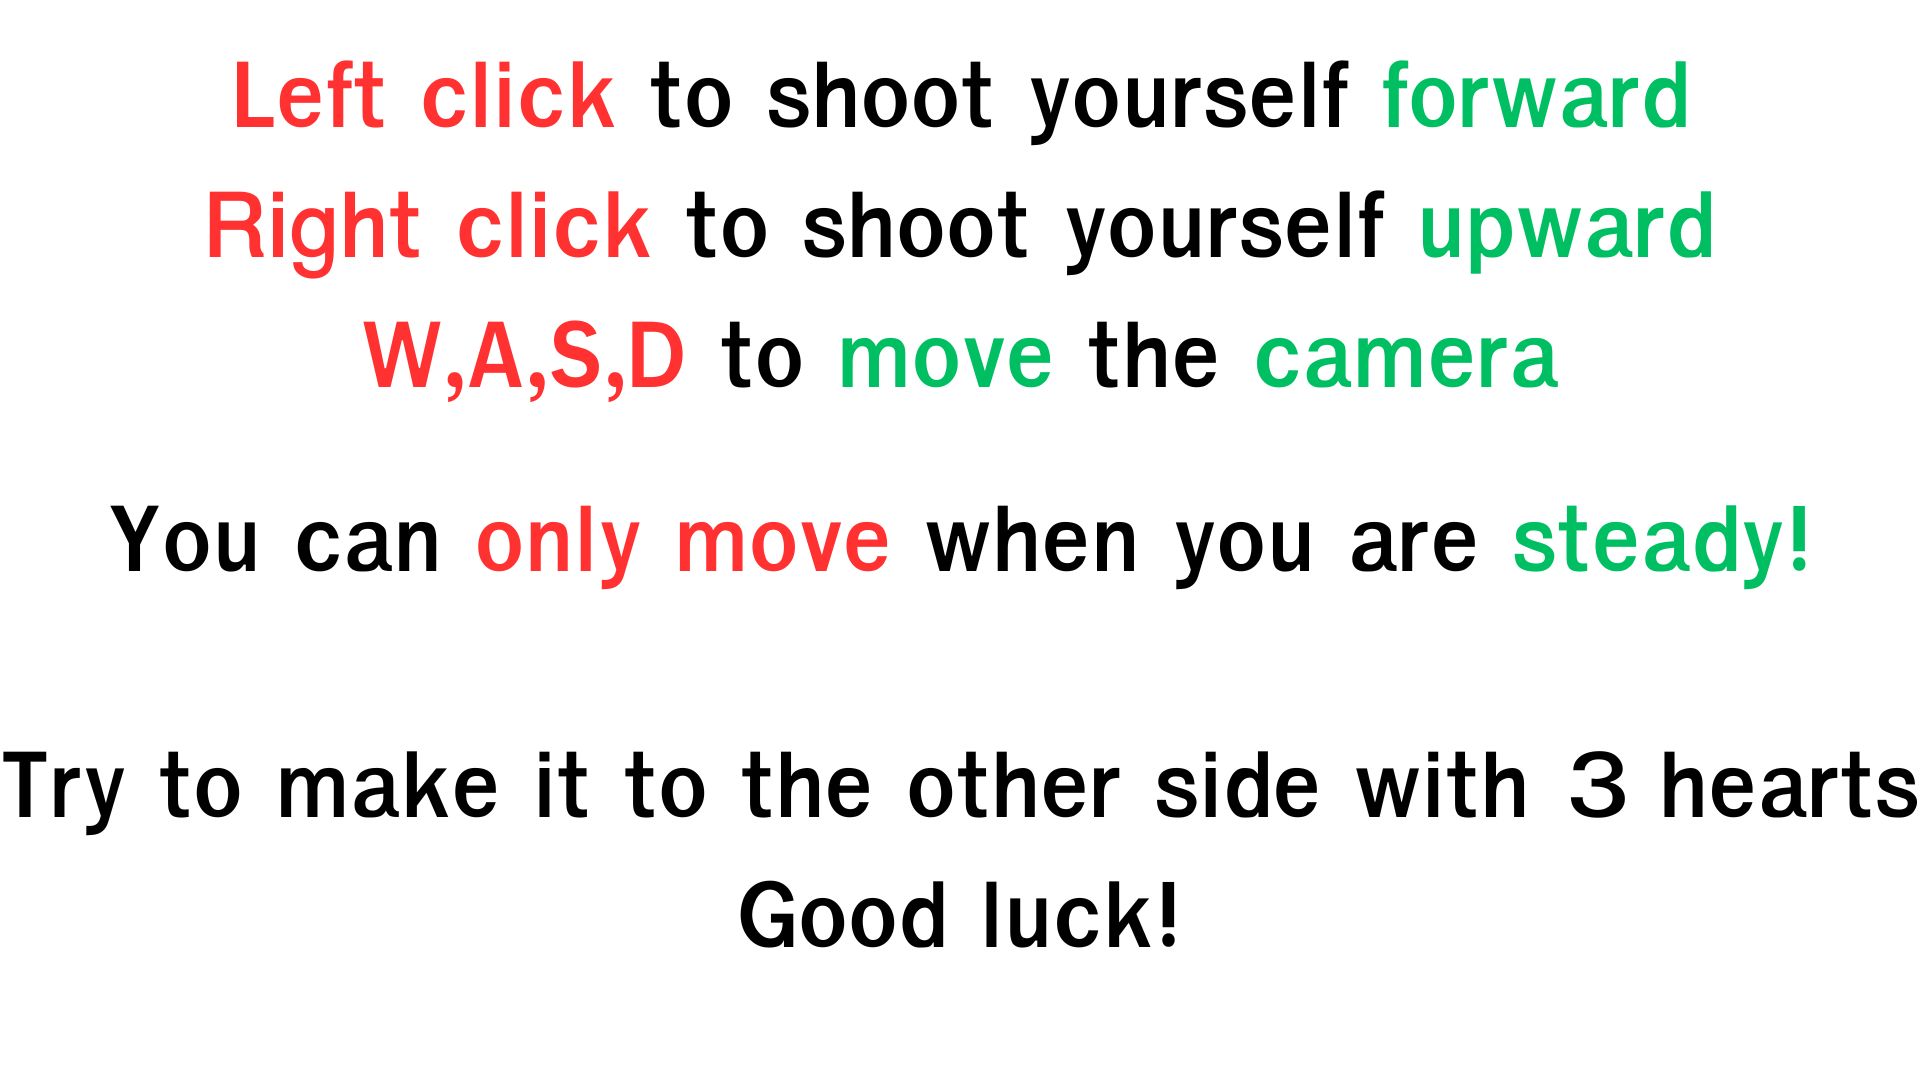 Left click to shoot yourself forward
Right click to shoot yourself upward
W,A,S,D to move the camera
You can only move when you are steady!
Try to make it to the other side with 3 hearts
Good luck!